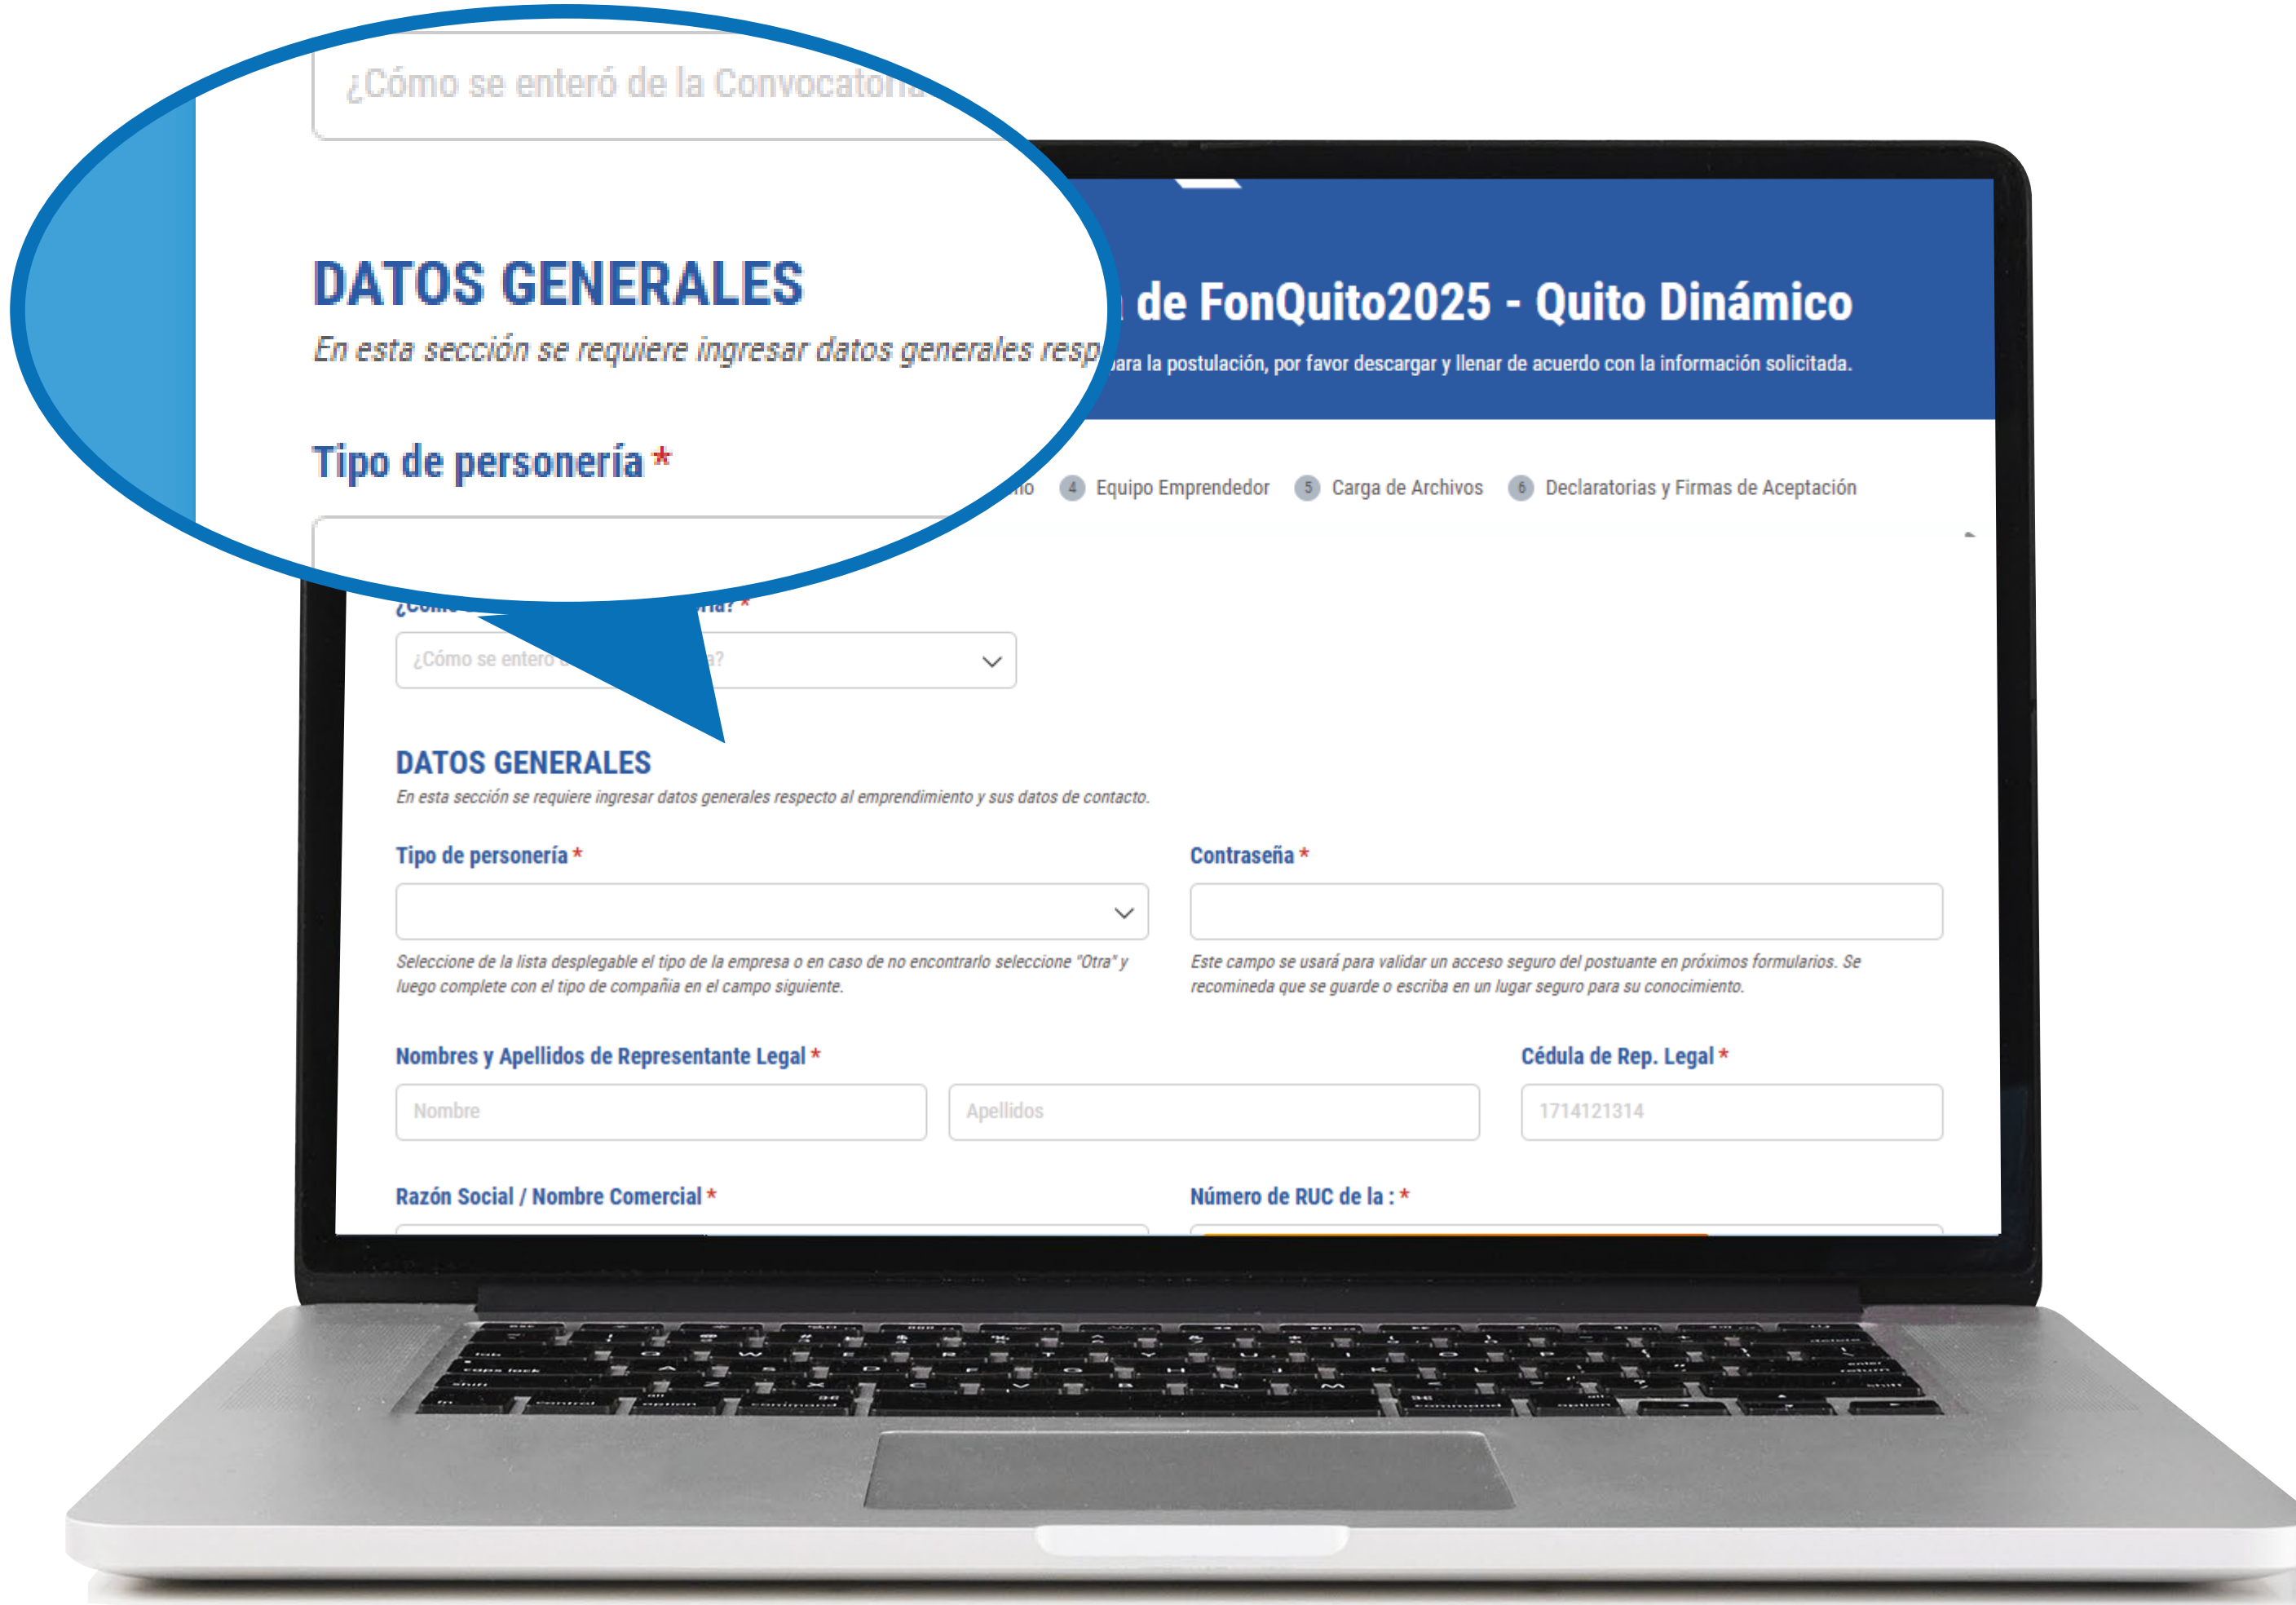 ¿Cómo se enteró de la Convocatoria
DATOS GENERALES
En esta sección se requiere ingresar datos generales resp
Tipo de personería *
de FonQuito2025 - Quito Dinámico
para la postulación, por favor descargar y llenar de acuerdo con la información solicitada.
4 Equipo Emprendedor 5 Carga de Archivos 6 Declaratorias y Firmas de Aceptación
¿Cómo se enteró
DATOS GENERALES
En esta sección se requiere ingresar datos generales respecto al emprendimiento y sus datos de contacto.
Tipo de personería * Contraseña *
Seleccione de la lista desplegable el tipo de la empresa o en caso de no encontrarlo seleccione "Otra" y
luego complete con el tipo de compañia en el campo siguiente.
Este campo se usará para validar un acceso seguro del postuante en próximos formularios. Se
recomineda que se guarde o escriba en un lugar seguro para su conocimiento.
Nombres y Apellidos de Representante Legal * Cédula de Rep. Legal *
Nombre Apellidos 1714121314
Razón Social / Nombre Comercial * Número de RUC de la : *